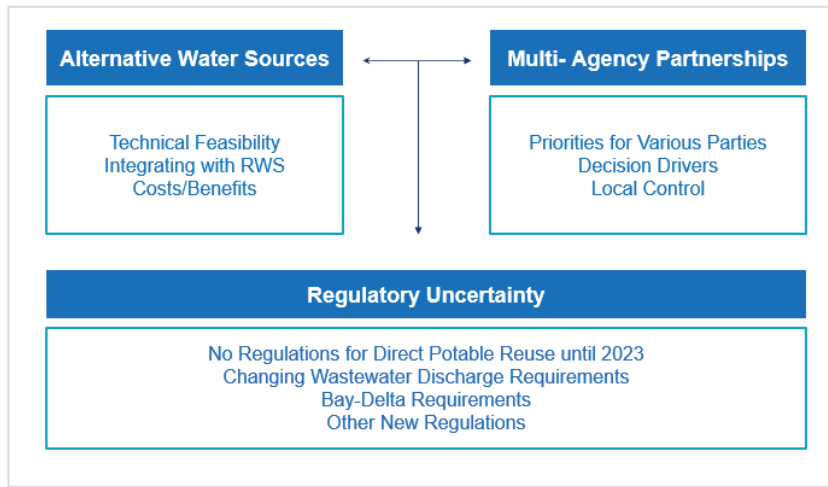 Alternative Water Sources
Multi- Agency Partnerships
Technical Feasibility
Integrating with RWS
Costs/Benefits
Priorities for Various Parties
Decision Drivers
Local Control
Regulatory Uncertainty
No Regulations for Direct Potable Reuse until 2023
Changing Wastewater Discharge Requirements
Bay-Delta Requirements
Other New Regulations